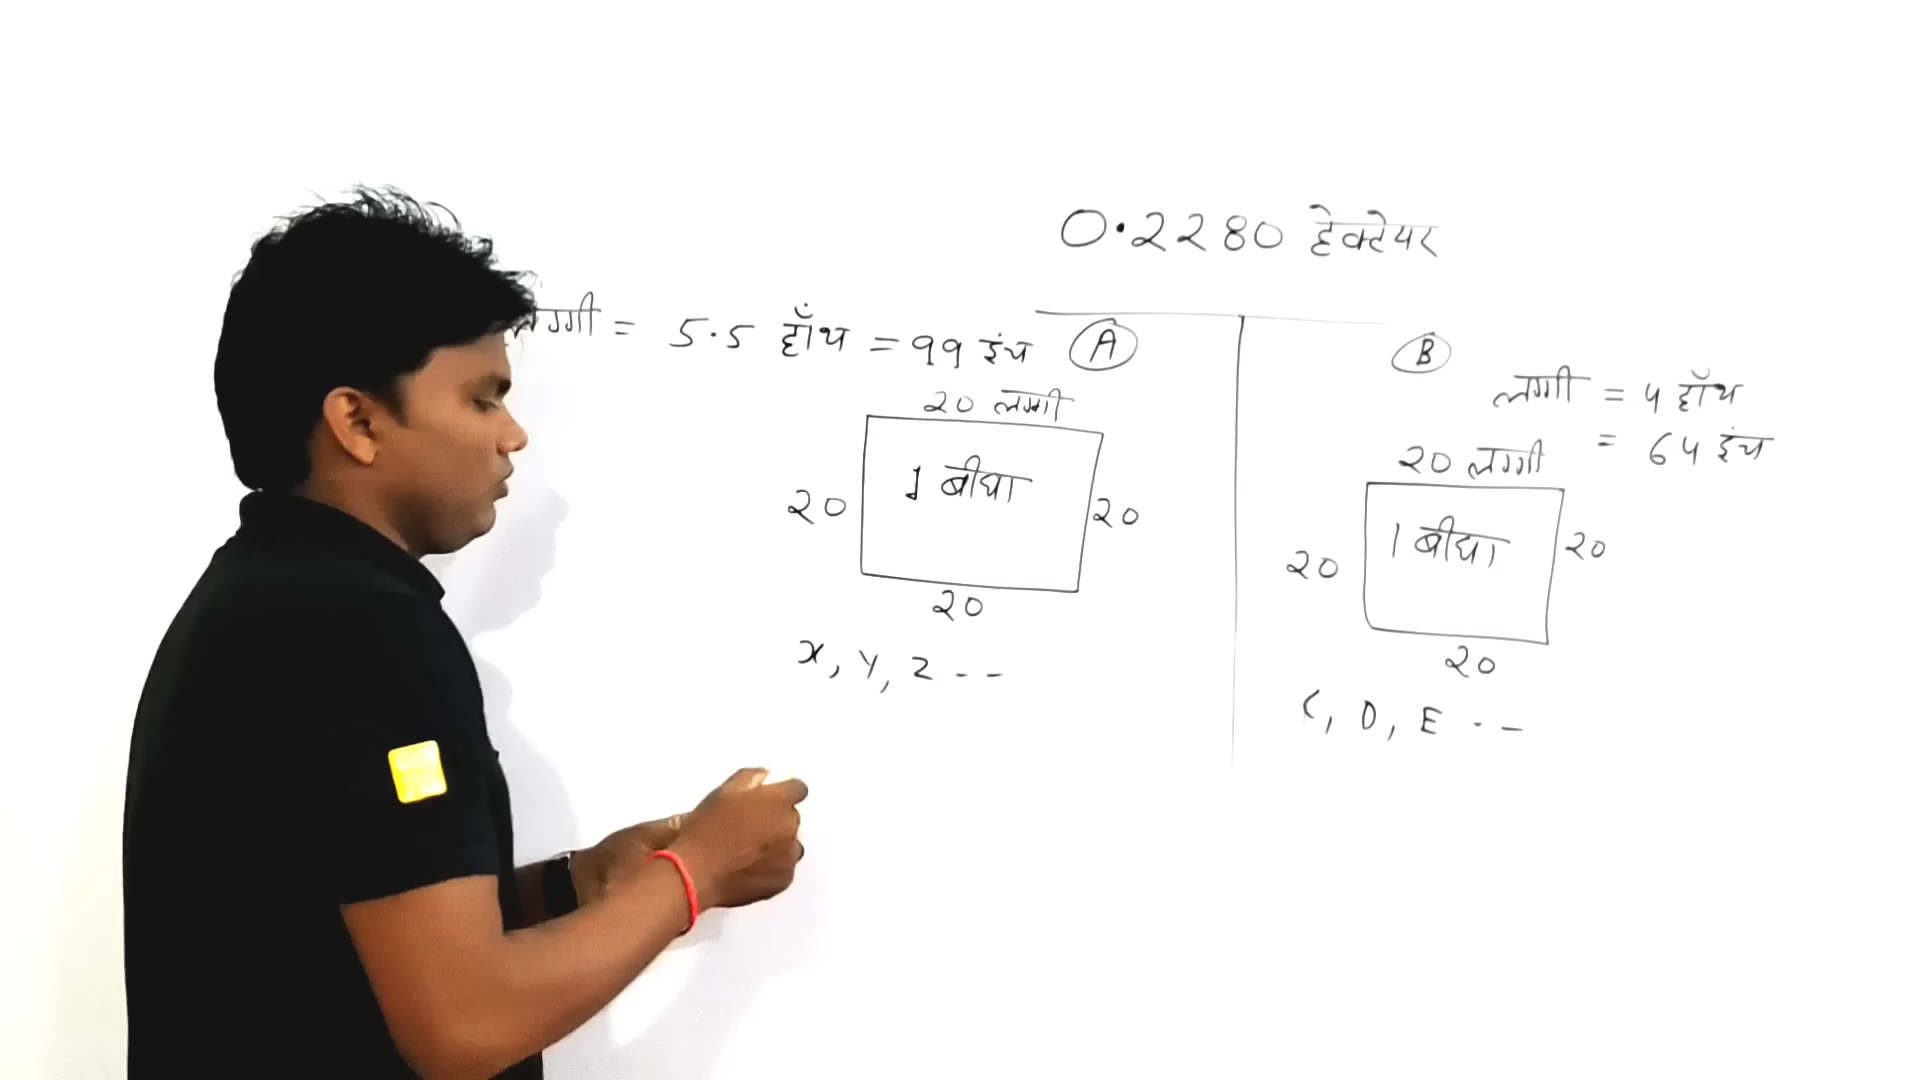 0.2280 हेक्टेयर
लग्गी = 5.5 हाँथ = 99 इंच
A
20 लग्गी
1 बीघा
20
20
20
x, y, z --
B
लग्गी = 4 हाँथ
= 64 इंच
20 लग्गी
1 बीघा
20
20
20
C, D, E --